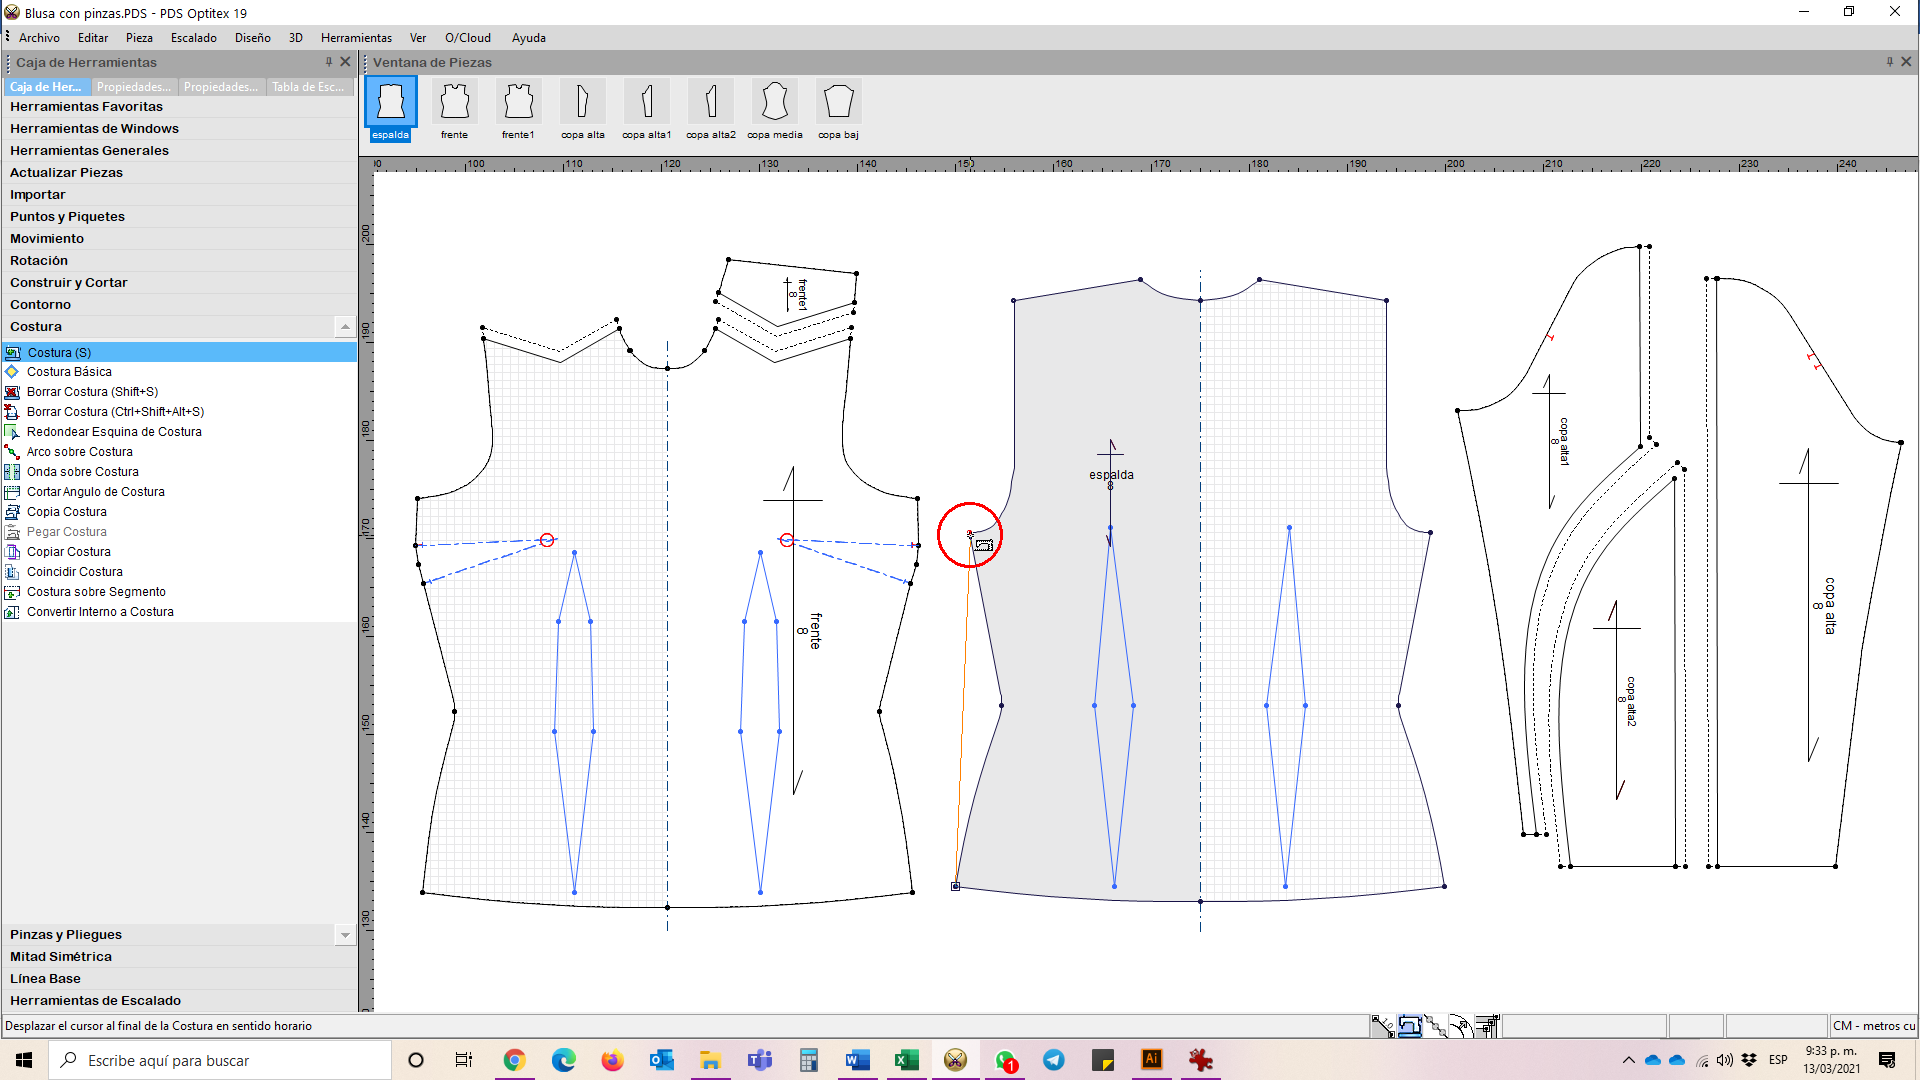 Blusa con pinzas.PDS - PDS Optitex 19
Archivo Editar Pieza Escalado Diseño 3D Herramientas Ver O/Cloud Ayuda
Caja de Herramientas
Ventana de Piezas
Caja de Her... Propiedades... Propiedades... Tabla de Esc...
Herramientas Favoritas
Herramientas de Windows
Herramientas Generales
Actualizar Piezas
Importar
Puntos y Piquetes
Movimiento
Rotación
Construir y Cortar
Contorno
Costura
Costura (S)
Costura Básica
Borrar Costura (Shift+S)
Borrar Costura (Ctrl+Shift+Alt+S)
Redondear Esquina de Costura
Arco sobre Costura
Onda sobre Costura
Cortar Angulo de Costura
Copia Costura
Pegar Costura
Copiar Costura
Coincidir Costura
Costura sobre Segmento
Convertir Interno a Costura
Pinzas y Pliegues
Mitad Simétrica
Línea Base
Herramientas de Escalado
espalda frente frente1 copa alta copa alta1 copa alta2 copa media copa baj
100 110 120 130 140 150 160 170 180 190 200 210 220 230 240
200
190
180
170
160
150
140
130
frente1
8
frente
8
espalda
8
copa alta1
8
copa alta2
8
copa alta
8
Desplazar el cursor al final de la Costura en sentido horario
CM - metros cu
Escribe aquí para buscar
1
Ai
ESP
9:33 p. m.
13/03/2021